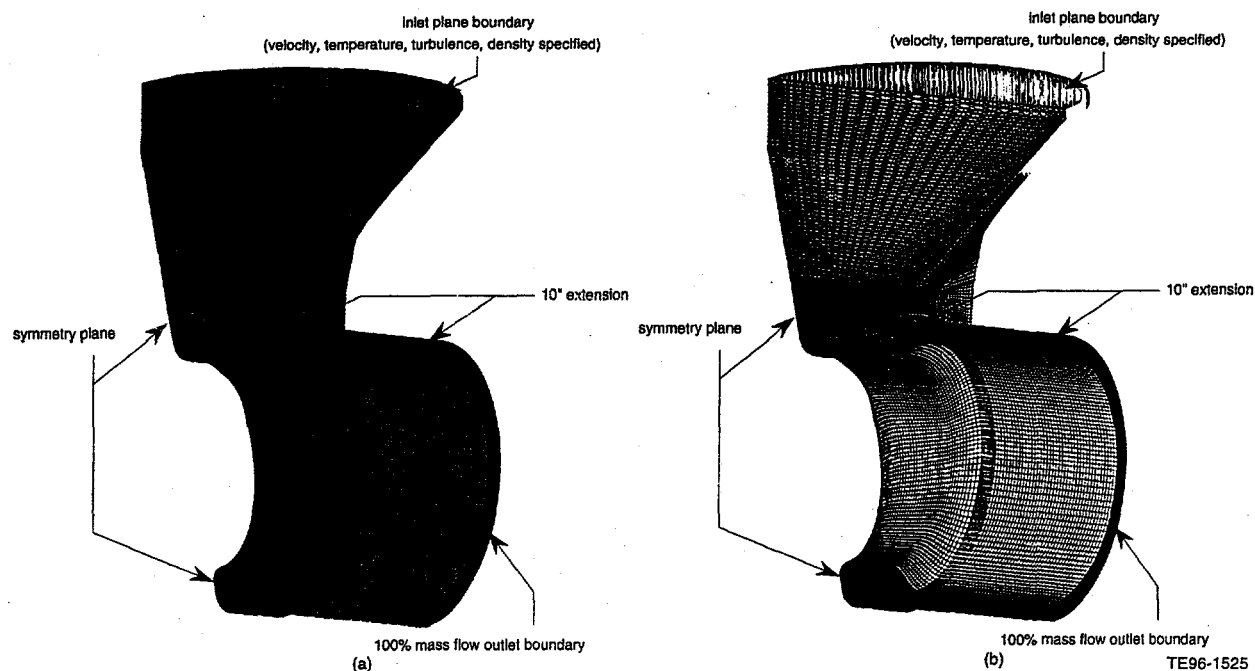 inlet plane boundary
(velocity, temperature, turbulence, density specified)
10" extension
symmetry plane
100% mass flow outlet boundary
(a)
inlet plane boundary
(velocity, temperature, turbulence, density specified)
10" extension
symmetry plane
100% mass flow outlet boundary
(b)
TE96-1525